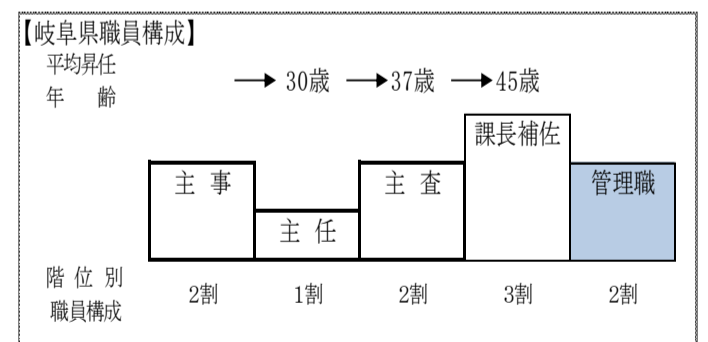 【岐阜県職員構成】
平均昇任
年　齢
→ 30歳 → 37歳 → 45歳
主 事
主 任
主 査
課長補佐
管理職
階 位 別
職員構成
2割 1割 2割 3割 2割